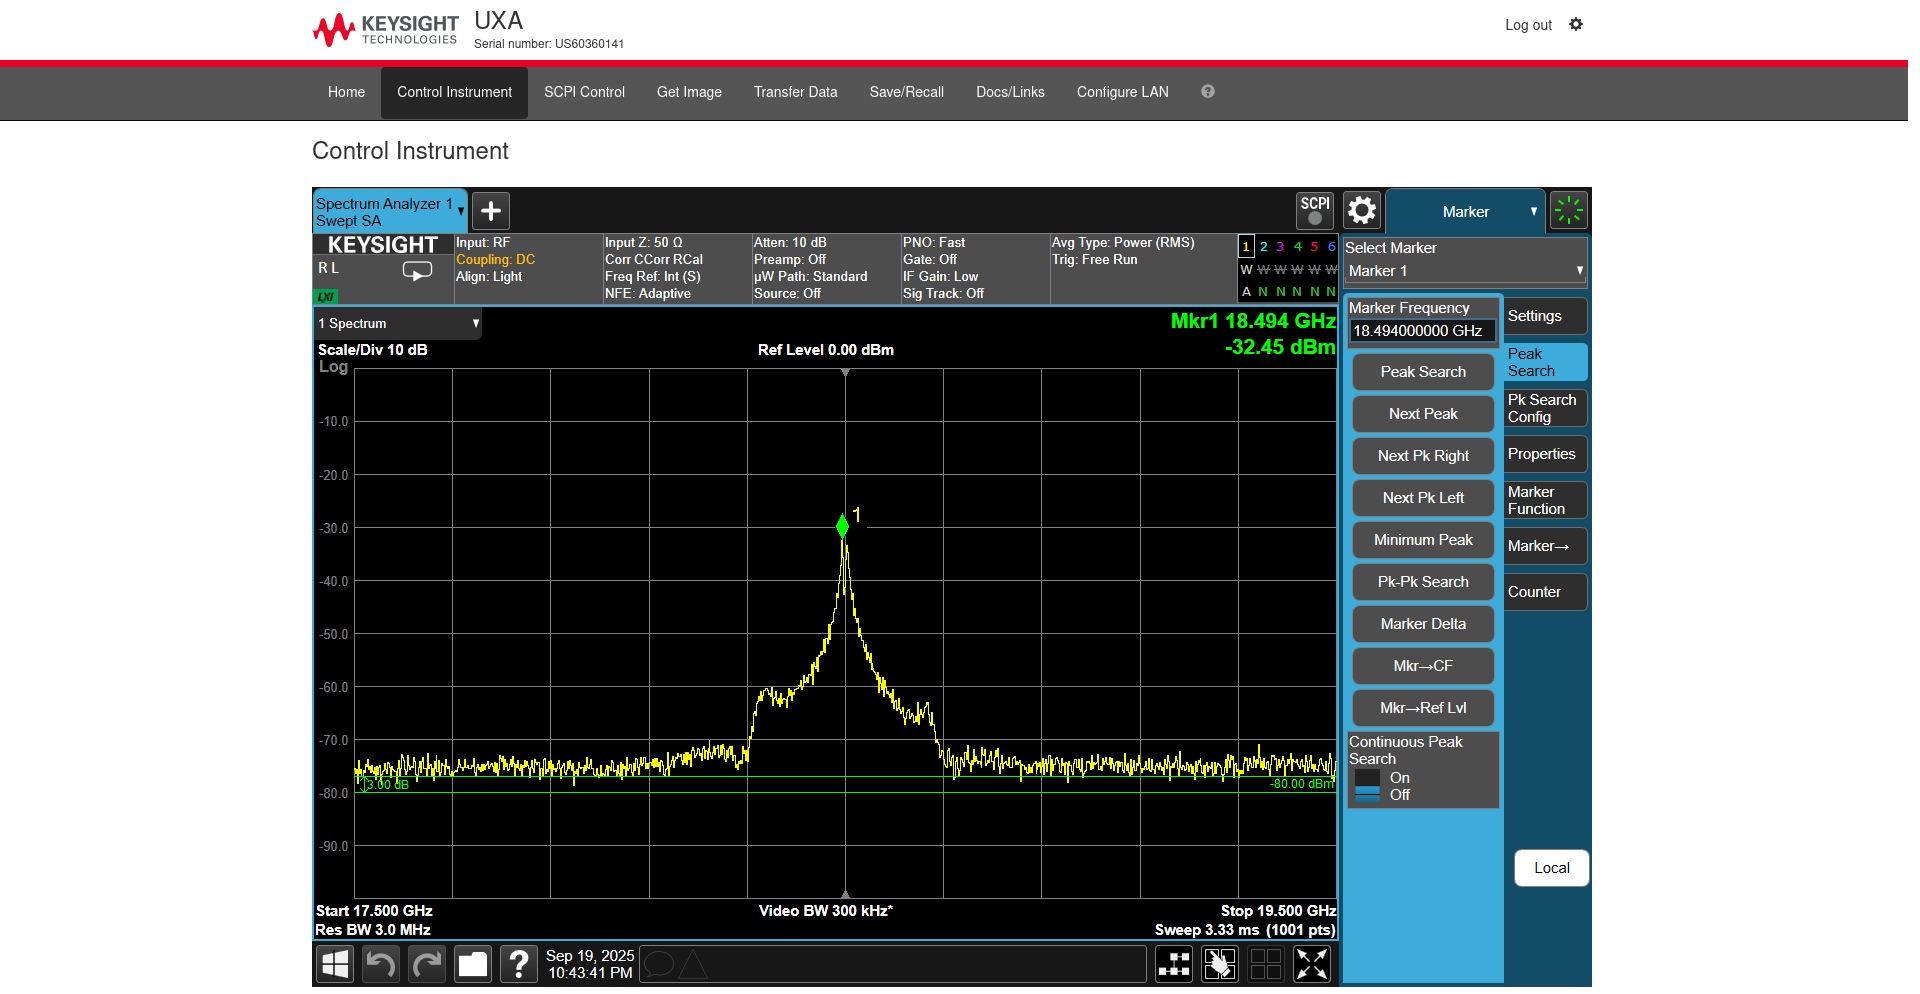 KEYSIGHT
TECHNOLOGIES
UXA
Serial number: US60360141
Log out
Home
Control Instrument
SCPI Control
Get Image
Transfer Data
Save/Recall
Docs/Links
Configure LAN
?
Control Instrument
Spectrum Analyzer 1
Swept SA
SCPI
Marker
KEYSIGHT
R L
LXI
Input: RF
Coupling: DC
Align: Light
Input Z: 50 Ω
Corr CCorr RCal
Freq Ref: Int (S)
NFE: Adaptive
Atten: 10 dB
Preamp: Off
µW Path: Standard
Source: Off
PNO: Fast
Gate: Off
IF Gain: Low
Sig Track: Off
Avg Type: Power (RMS)
Trig: Free Run
1 2 3 4 5 6
W W W W W W
A N N N N N
Select Marker
Marker 1
1 Spectrum
Scale/Div 10 dB
Log
Ref Level 0.00 dBm
Mkr1 18.494 GHz
-32.45 dBm
1
-10.0
-20.0
-30.0
-40.0
-50.0
-60.0
-70.0
-80.0
-90.0
3.00 dB
-80.00 dBm
Start 17.500 GHz
Res BW 3.0 MHz
Video BW 300 kHz*
Stop 19.500 GHz
Sweep 3.33 ms (1001 pts)
Marker Frequency
18.494000000 GHz
Peak Search
Next Peak
Next Pk Right
Next Pk Left
Minimum Peak
Pk-Pk Search
Marker Delta
Mkr→CF
Mkr→Ref Lvl
Continuous Peak
Search
On
Off
Settings
Peak
Search
Pk Search
Config
Properties
Marker
Function
Marker→
Counter
Local
?
Sep 19, 2025
10:43:41 PM